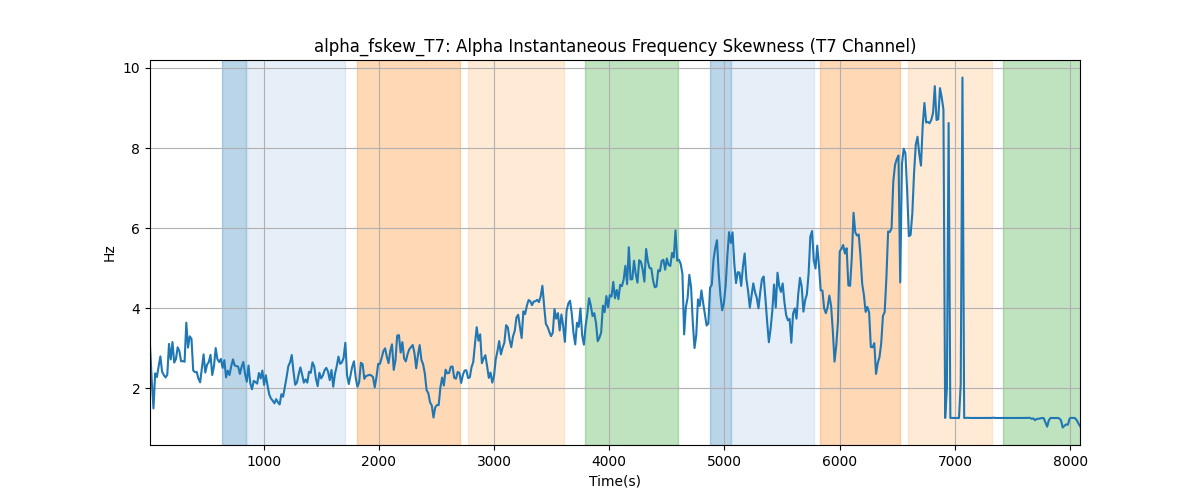 alpha_fskew_T7: Alpha Instantaneous Frequency Skewness (T7 Channel)
10
8
6
4
2
Hz
1000 2000 3000 4000 5000 6000 7000 8000
Time(s)